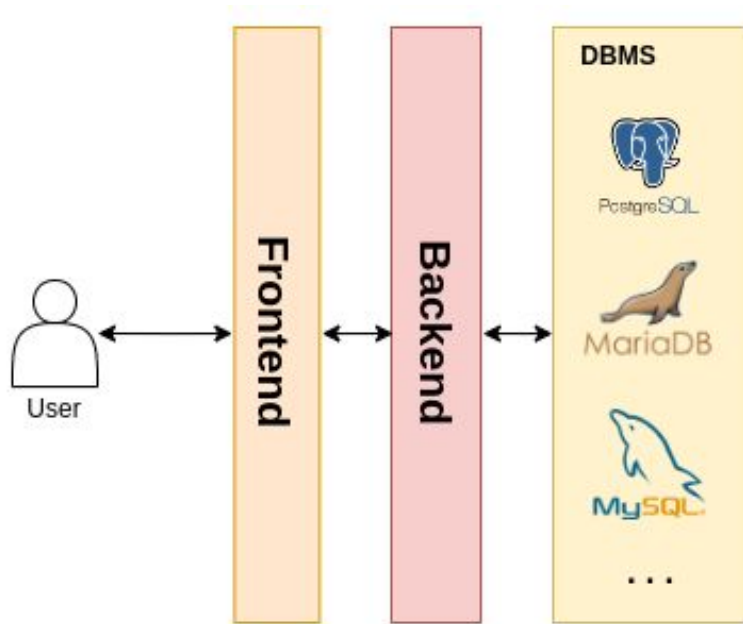 DBMS
PostgreSQL
MariaDB
MySQL
...
User
Frontend
Backend